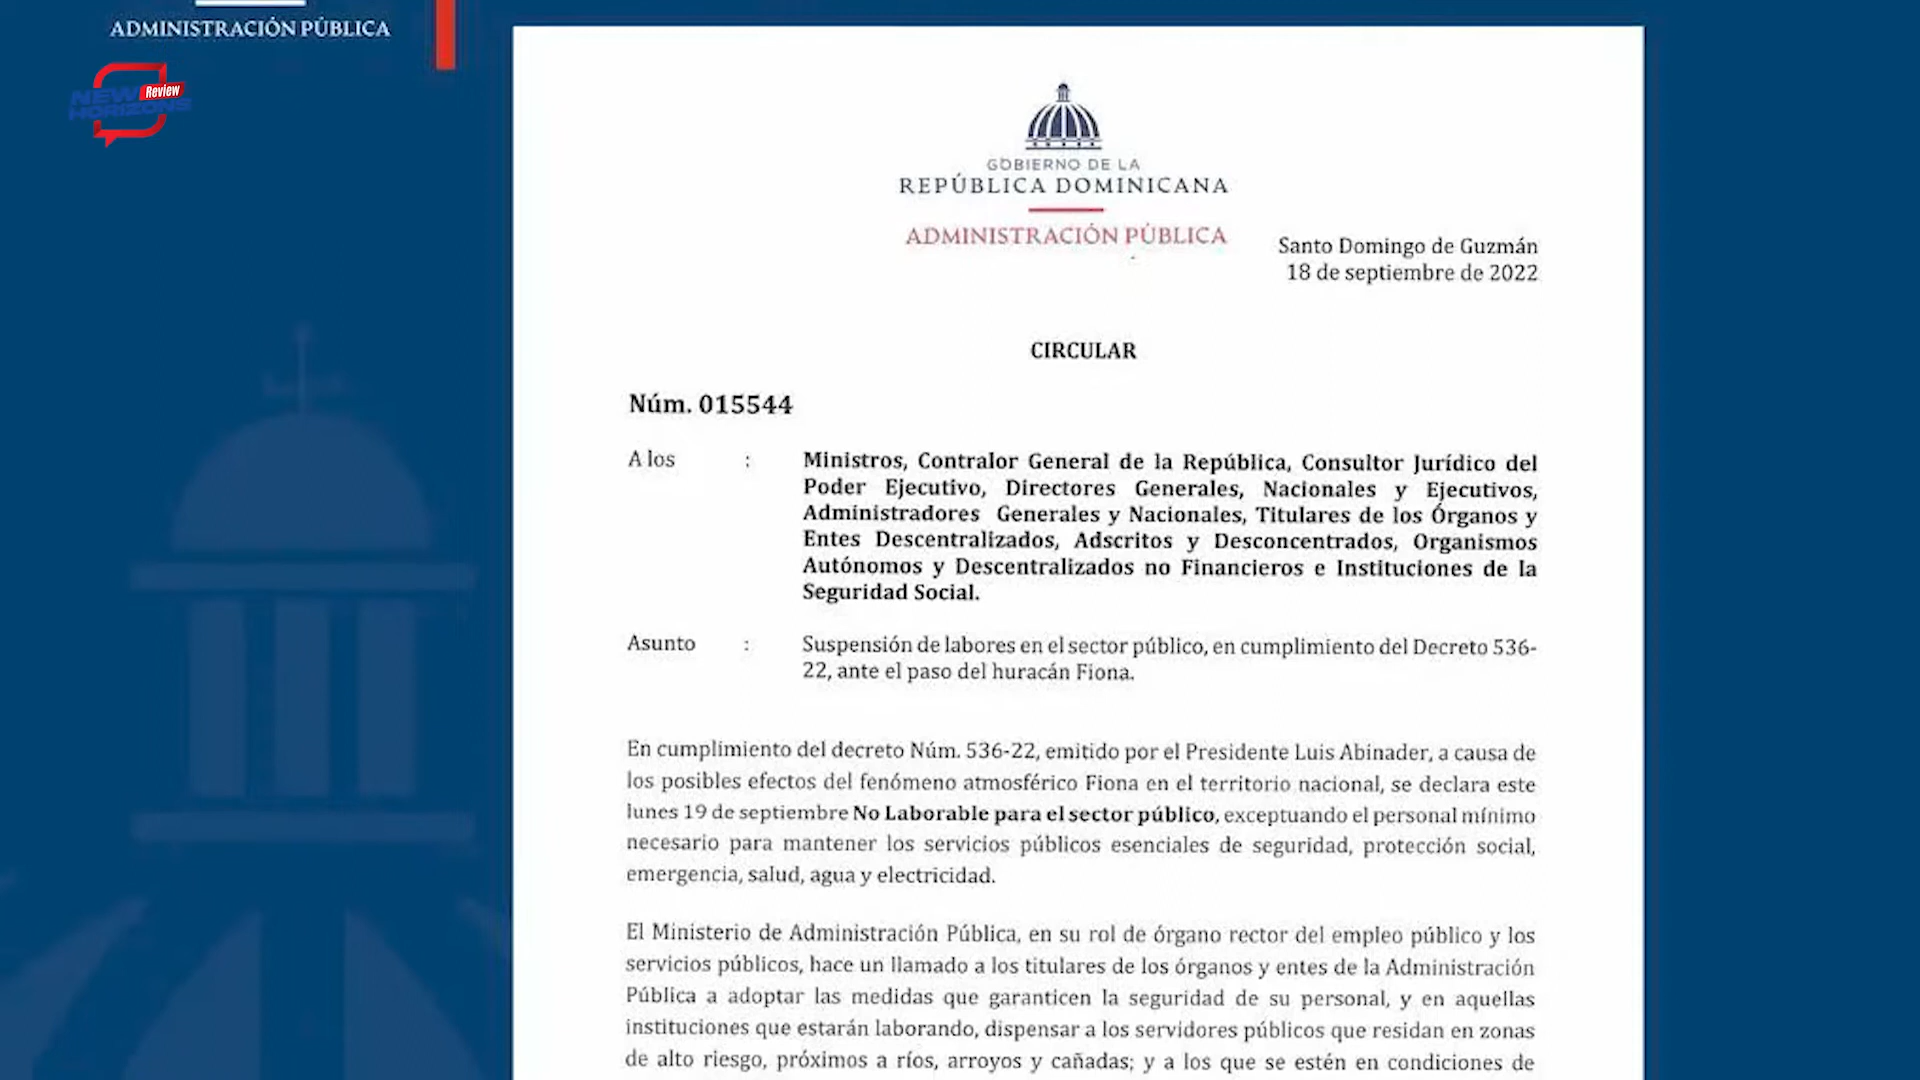 ADMINISTRACIÓN PÚBLICA
NEW Review
HORIZONS
GOBIERNO DE LA
REPÚBLICA DOMINICANA
ADMINISTRACIÓN PÚBLICA
Santo Domingo de Guzmán
18 de septiembre de 2022
CIRCULAR
Núm. 015544
A los : Ministros, Contralor General de la República, Consultor Jurídico del
Poder Ejecutivo, Directores Generales, Nacionales y Ejecutivos,
Administradores Generales y Nacionales, Titulares de los Órganos y
Entes Descentralizados, Adscritos y Desconcentrados, Organismos
Autónomos y Descentralizados no Financieros e Instituciones de la
Seguridad Social.
Asunto : Suspensión de labores en el sector público, en cumplimiento del Decreto 536-
22, ante el paso del huracán Fiona.
En cumplimiento del decreto Núm. 536-22, emitido por el Presidente Luis Abinader, a causa de
los posibles efectos del fenómeno atmosférico Fiona en el territorio nacional, se declara este
lunes 19 de septiembre No Laborable para el sector público, exceptuando el personal mínimo
necesario para mantener los servicios públicos esenciales de seguridad, protección social,
emergencia, salud, agua y electricidad.
El Ministerio de Administración Pública, en su rol de órgano rector del empleo público y los
servicios públicos, hace un llamado a los titulares de los órganos y entes de la Administración
Pública a adoptar las medidas que garanticen la seguridad de su personal, y en aquellas
instituciones que estarán laborando, dispensar a los servidores públicos que residan en zonas
de alto riesgo, próximos a ríos, arroyos y cañadas; y a los que se estén en condiciones de